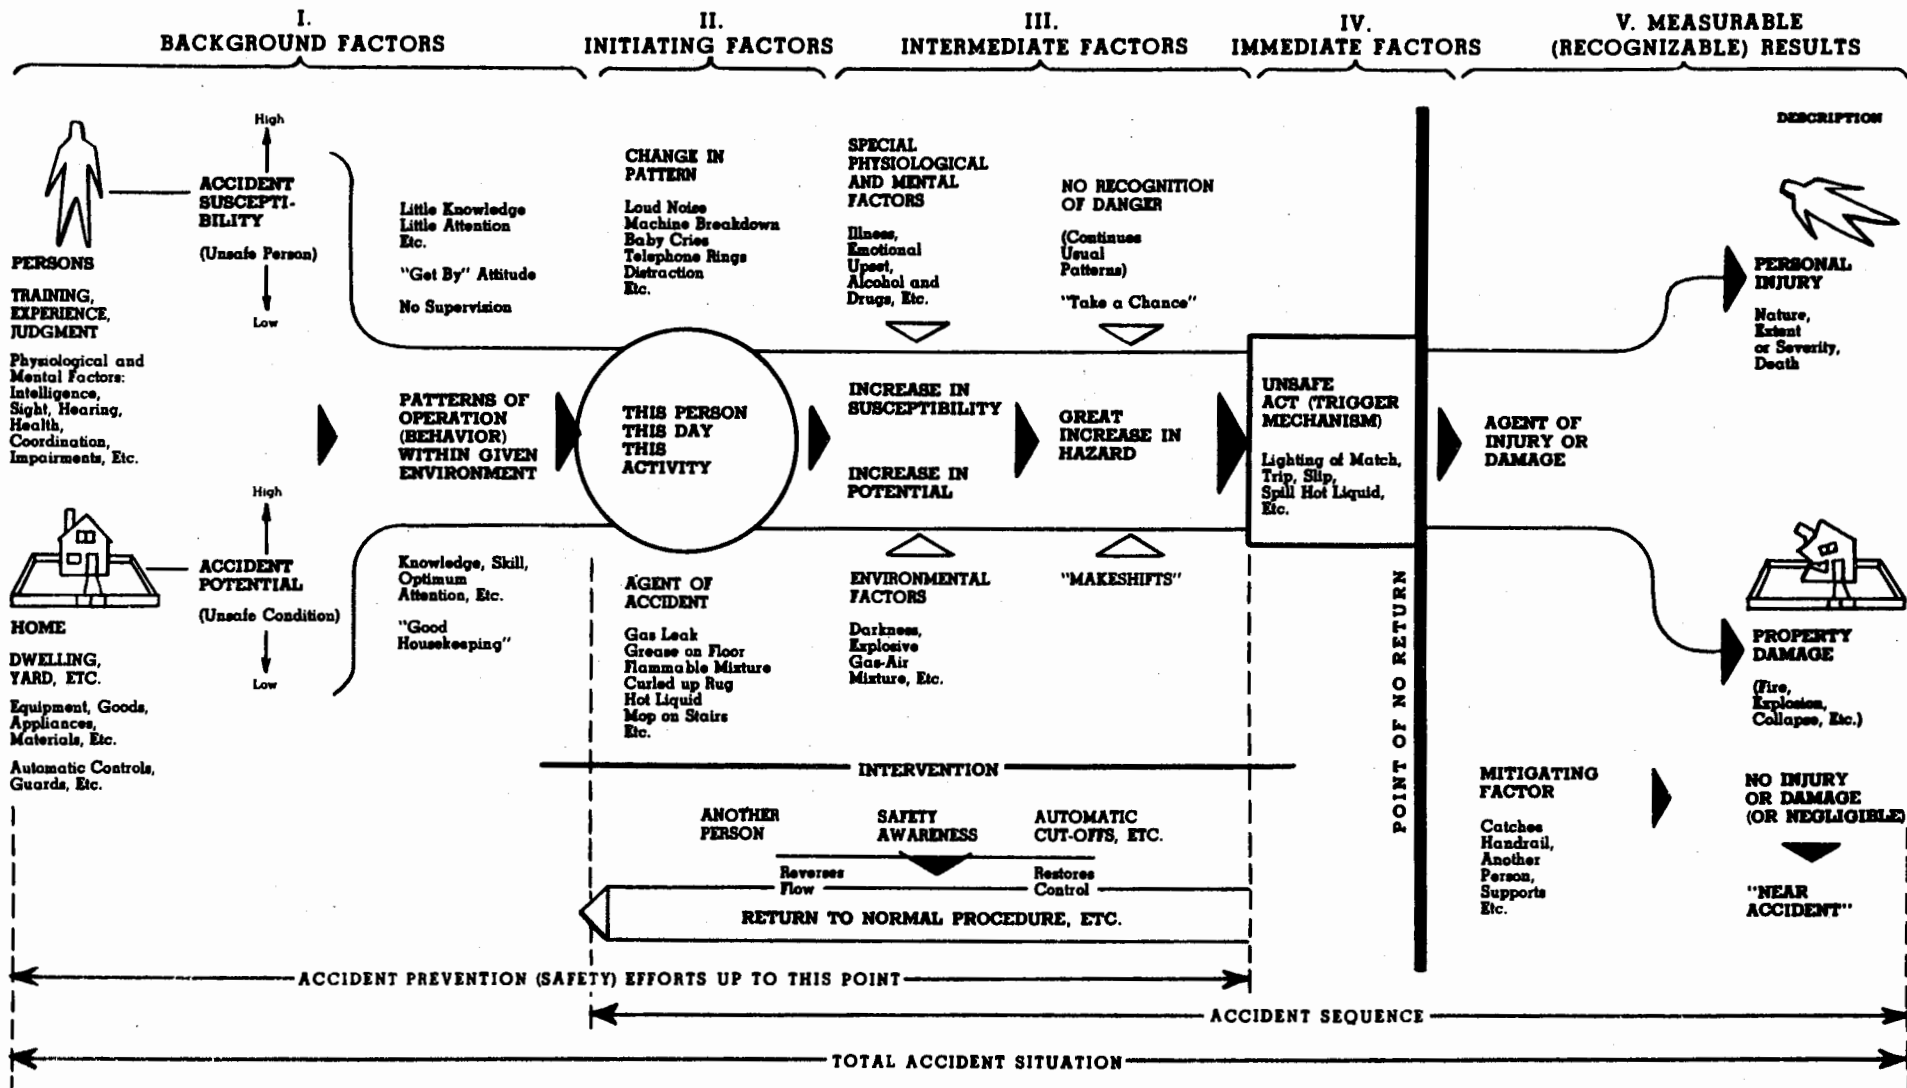 I.
BACKGROUND FACTORS
II.
INITIATING FACTORS
III.
INTERMEDIATE FACTORS
IV.
IMMEDIATE FACTORS
V. MEASURABLE
(RECOGNIZABLE) RESULTS
PERSONS
TRAINING,
EXPERIENCE,
JUDGMENT
Physiological and
Mental Factors:
Intelligence,
Sight, Hearing,
Health,
Coordination,
Impairments, Etc.
HOME
DWELLING,
YARD, ETC.
Equipment, Goods,
Appliances,
Materials, Etc.
Automatic Controls,
Guards, Etc.
High
ACCIDENT
SUSCEPTI-
BILITY
(Unsafe Person)
Low
High
ACCIDENT
POTENTIAL
(Unsafe Condition)
Low
Little Knowledge
Little Attention
Etc.
"Get By" Attitude
No Supervision
PATTERNS OF
OPERATION
(BEHAVIOR)
WITHIN GIVEN
ENVIRONMENT
Knowledge, Skill,
Optimum
Attention, Etc.
"Good
Housekeeping"
CHANGE IN
PATTERN
Loud Noise
Machine Breakdown
Baby Cries
Telephone Rings
Distraction
Etc.
THIS PERSON
THIS DAY
THIS
ACTIVITY
AGENT OF
ACCIDENT
Gas Leak
Grease on Floor
Flammable Mixture
Curled up Rug
Hot Liquid
Mop on Stairs
Etc.
SPECIAL
PHYSIOLOGICAL
AND MENTAL
FACTORS
Illness,
Emotional
Upset,
Alcohol and
Drugs, Etc.
INCREASE IN
SUSCEPTIBILITY
INCREASE IN
POTENTIAL
ENVIRONMENTAL
FACTORS
Darkness,
Explosive
Gas-Air
Mixture, Etc.
NO RECOGNITION
OF DANGER
(Continues
Usual
Patterns)
"Take a Chance"
GREAT
INCREASE IN
HAZARD
"MAKESHIFTS"
UNSAFE
ACT (TRIGGER
MECHANISM)
Lighting of Match,
Trip, Slip,
Spill Hot Liquid,
Etc.
POINT OF NO RETURN
AGENT OF
INJURY OR
DAMAGE
MITIGATING
FACTOR
Catches
Handrail,
Another
Person,
Supports
Etc.
DESCRIPTION
PERSONAL
INJURY
Nature,
Extent
or Severity,
Death
PROPERTY
DAMAGE
(Fire,
Explosion,
Collapse, Etc.)
NO INJURY
OR DAMAGE
(OR NEGLIGIBLE)
"NEAR
ACCIDENT"
INTERVENTION
ANOTHER
PERSON
SAFETY
AWARENESS
AUTOMATIC
CUT-OFFS, ETC.
Reverses
Flow
Restores
Control
RETURN TO NORMAL PROCEDURE, ETC.
ACCIDENT PREVENTION (SAFETY) EFFORTS UP TO THIS POINT
ACCIDENT SEQUENCE
TOTAL ACCIDENT SITUATION